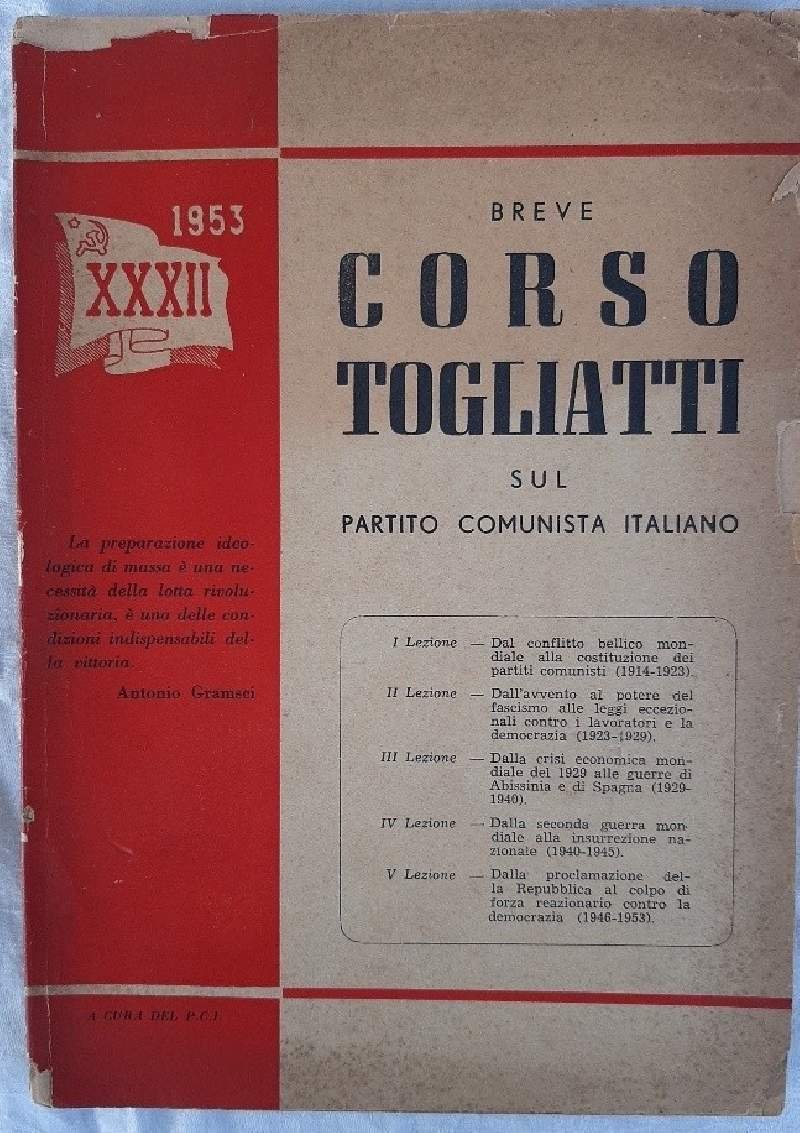 1953
XXXII
La preparazione ideo-
logica di massa è una ne-
cessità della lotta rivolu-
zionaria, è una delle con-
dizioni indispensabili del-
la vittoria.
Antonio Gramsci
A CURA DEL P.C.I.
BREVE
CORSO
TOGLIATTI
SUL
PARTITO COMUNISTA ITALIANO
I Lezione — Dal conflitto bellico mon-
diale alla costituzione dei
partiti comunisti (1914-1923).
II Lezione — Dall'avvento al potere del
fascismo alle leggi eccezio-
nali contro i lavoratori e la
democrazia (1923-1929).
III Lezione — Dalla crisi economica mon-
diale del 1929 alle guerre di
Abissinia e di Spagna (1929-
1940).
IV Lezione — Dalla seconda guerra mon-
diale alla insurrezione na-
zionale (1940-1945).
V Lezione — Dalla proclamazione del-
la Repubblica al colpo di
forza reazionario contro la
democrazia (1946-1953).